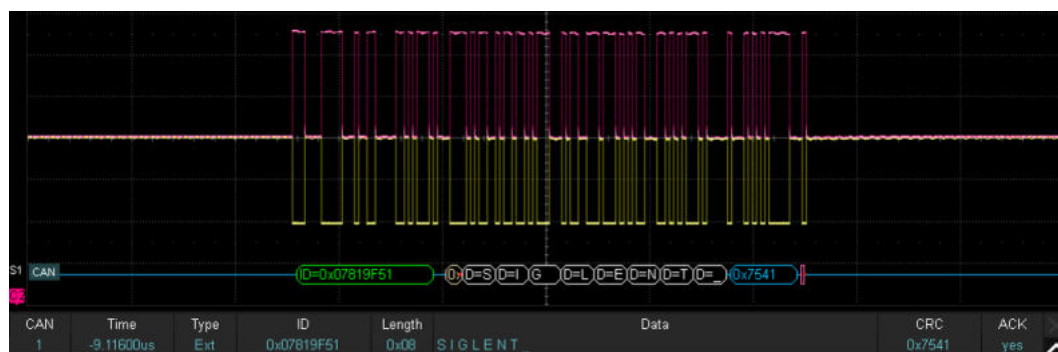 S1 CAN ID=0x07819F51 0x D=S D=I G D=L D=E D=N D=T D=_ 0x7541
C2
CAN Time Type ID Length Data CRC ACK
1 -9.11600us Ext 0x07819F51 0x08 S I G L E N T _ 0x7541 yes